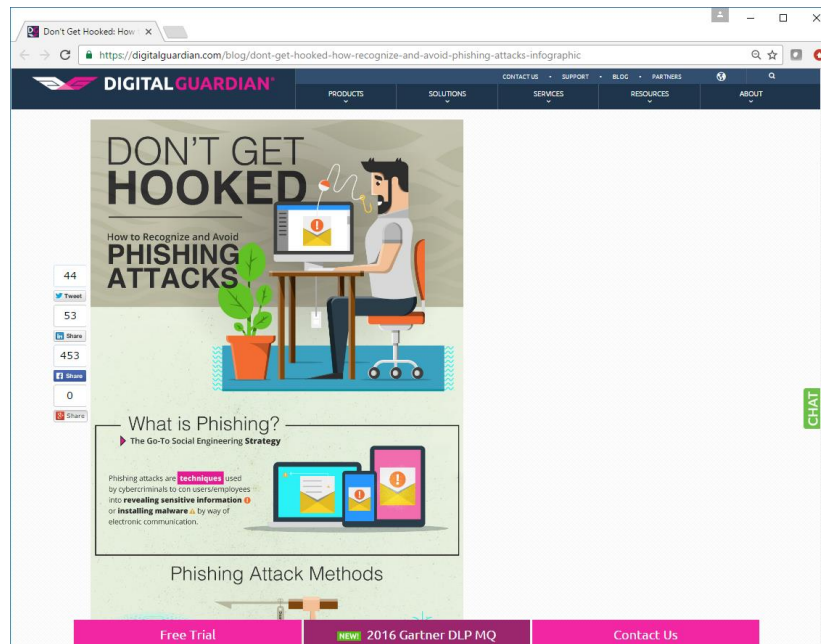 Don't Get Hooked: How
https://digitalguardian.com/blog/dont-get-hooked-how-recognize-and-avoid-phishing-attacks-infographic
CONTACT US • SUPPORT • BLOG • PARTNERS
DIGITAL GUARDIAN
PRODUCTS SOLUTIONS SERVICES RESOURCES ABOUT
DON'T GET
HOOKED
How to Recognize and Avoid
PHISHING
ATTACKS
44
Tweet
53
Share
453
Share
0
Share
CHAT
What is Phishing?
The Go-To Social Engineering Strategy
Phishing attacks are techniques used
by cybercriminals to con users/employees
into revealing sensitive information
or installing malware by way of
electronic communication.
Phishing Attack Methods
Free Trial
NEW! 2016 Gartner DLP MQ
Contact Us